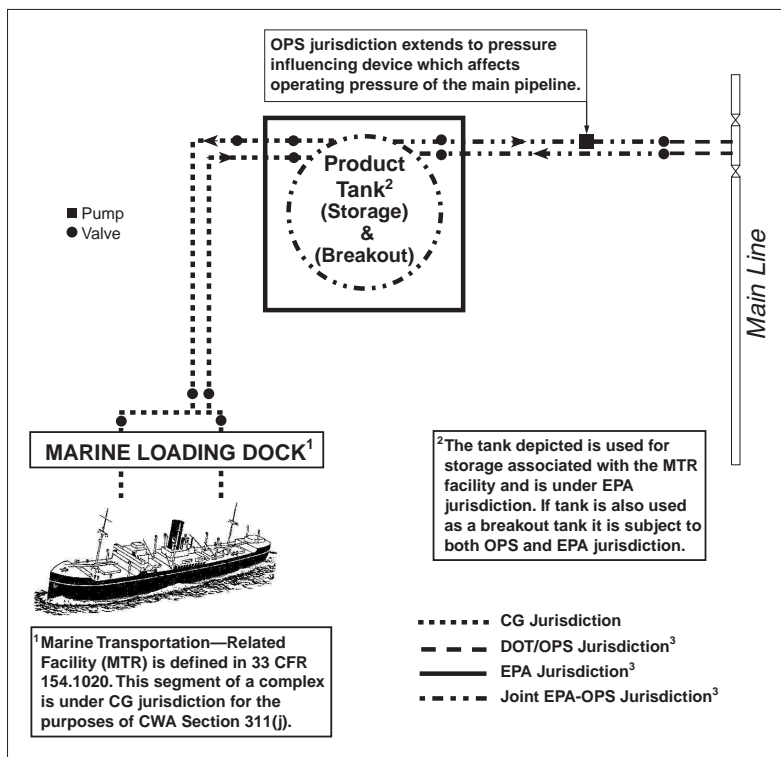 OPS jurisdiction extends to pressure
influencing device which affects
operating pressure of the main pipeline.
Product
Tank²
(Storage)
&
(Breakout)
Pump
Valve
Main Line
MARINE LOADING DOCK¹
²The tank depicted is used for
storage associated with the MTR
facility and is under EPA
jurisdiction. If tank is also used
as a breakout tank it is subject to
both OPS and EPA jurisdiction.
¹Marine Transportation—Related
Facility (MTR) is defined in 33 CFR
154.1020. This segment of a complex
is under CG jurisdiction for the
purposes of CWA Section 311(j).
CG Jurisdiction
DOT/OPS Jurisdiction³
EPA Jurisdiction³
Joint EPA-OPS Jurisdiction³